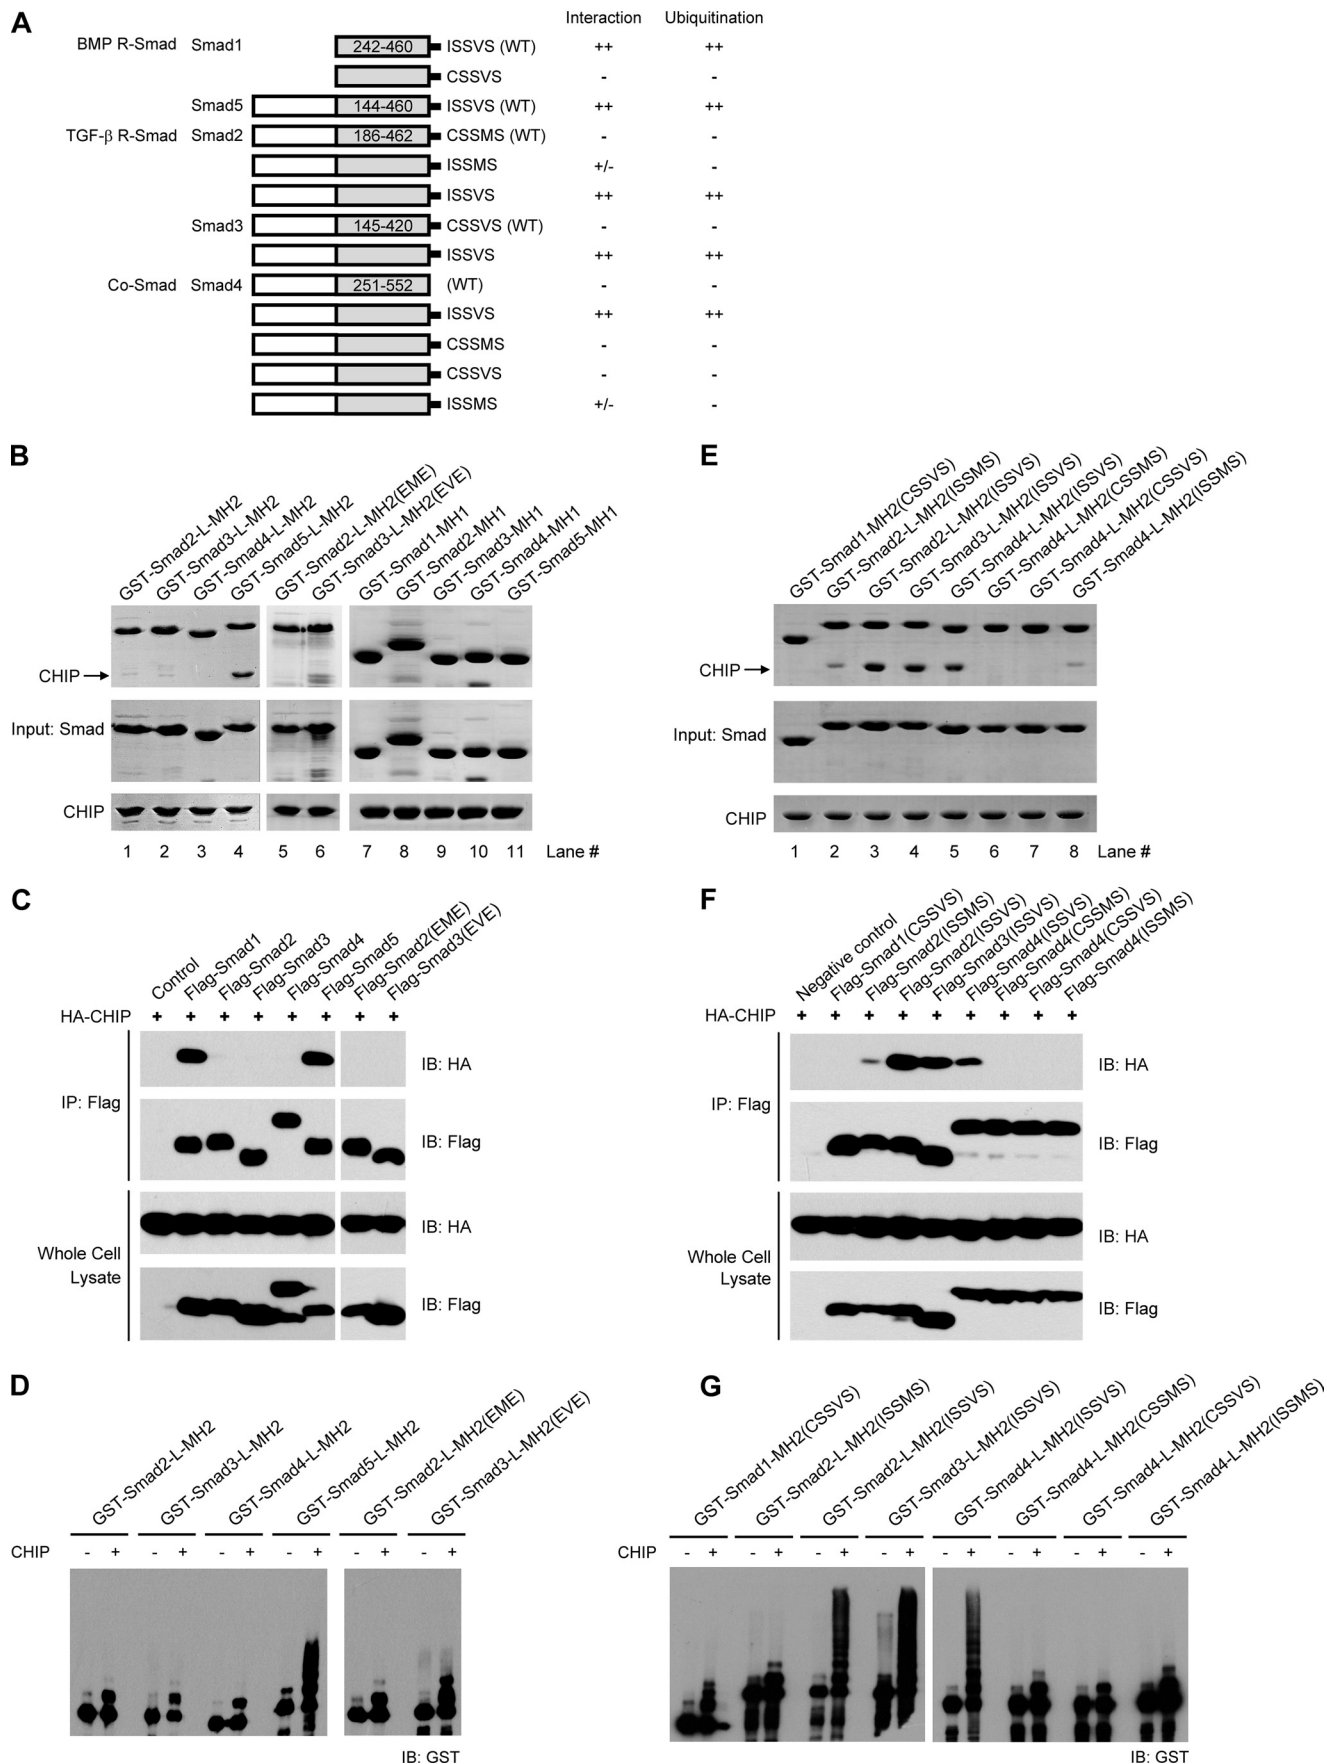 A
Interaction Ubiquitination
BMP R-Smad Smad1 242-460 ISSVS (WT) ++ ++
CSSVS - -
Smad5 144-460 ISSVS (WT) ++ ++
TGF-β R-Smad Smad2 186-462 CSSMS (WT) - -
ISSMS +/- -
ISSVS ++ ++
Smad3 145-420 CSSVS (WT) - -
ISSVS ++ ++
Co-Smad Smad4 251-552 (WT) - -
ISSVS ++ ++
CSSMS - -
CSSVS - -
ISSMS +/- -
B
GST-Smad2-L-MH2
GST-Smad3-L-MH2
GST-Smad4-L-MH2
GST-Smad5-L-MH2
GST-Smad2-L-MH2(EME)
GST-Smad3-L-MH2(EVE)
GST-Smad1-MH1
GST-Smad2-MH1
GST-Smad3-MH1
GST-Smad4-MH1
GST-Smad5-MH1
CHIP
Input: Smad
CHIP
1 2 3 4 5 6 7 8 9 10 11 Lane #
E
GST-Smad1-MH2(CSSVS)
GST-Smad2-L-MH2(ISSMS)
GST-Smad2-L-MH2(ISSVS)
GST-Smad3-L-MH2(ISSVS)
GST-Smad4-L-MH2(ISSVS)
GST-Smad4-L-MH2(CSSMS)
GST-Smad4-L-MH2(CSSVS)
GST-Smad4-L-MH2(ISSMS)
CHIP
Input: Smad
CHIP
1 2 3 4 5 6 7 8 Lane #
C
Control
Flag-Smad1
Flag-Smad2
Flag-Smad3
Flag-Smad4
Flag-Smad5
Flag-Smad2(EME)
Flag-Smad3(EVE)
HA-CHIP + + + + + + + +
IB: HA
IP: Flag
IB: Flag
IB: HA
Whole Cell
Lysate
IB: Flag
F
Negative control
Flag-Smad1(CSSVS)
Flag-Smad2(ISSMS)
Flag-Smad2(ISSVS)
Flag-Smad3(ISSVS)
Flag-Smad4(ISSVS)
Flag-Smad4(CSSMS)
Flag-Smad4(CSSVS)
Flag-Smad4(ISSMS)
HA-CHIP + + + + + + + + +
IB: HA
IP: Flag
IB: Flag
IB: HA
Whole Cell
Lysate
IB: Flag
D
GST-Smad2-L-MH2
GST-Smad3-L-MH2
GST-Smad4-L-MH2
GST-Smad5-L-MH2
GST-Smad2-L-MH2(EME)
GST-Smad3-L-MH2(EVE)
CHIP - + - + - + - + - + - +
IB: GST
G
GST-Smad1-MH2(CSSVS)
GST-Smad2-L-MH2(ISSMS)
GST-Smad2-L-MH2(ISSVS)
GST-Smad3-L-MH2(ISSVS)
GST-Smad4-L-MH2(ISSVS)
GST-Smad4-L-MH2(CSSMS)
GST-Smad4-L-MH2(CSSVS)
GST-Smad4-L-MH2(ISSMS)
CHIP - + - + - + - + - + - + - + - +
IB: GST